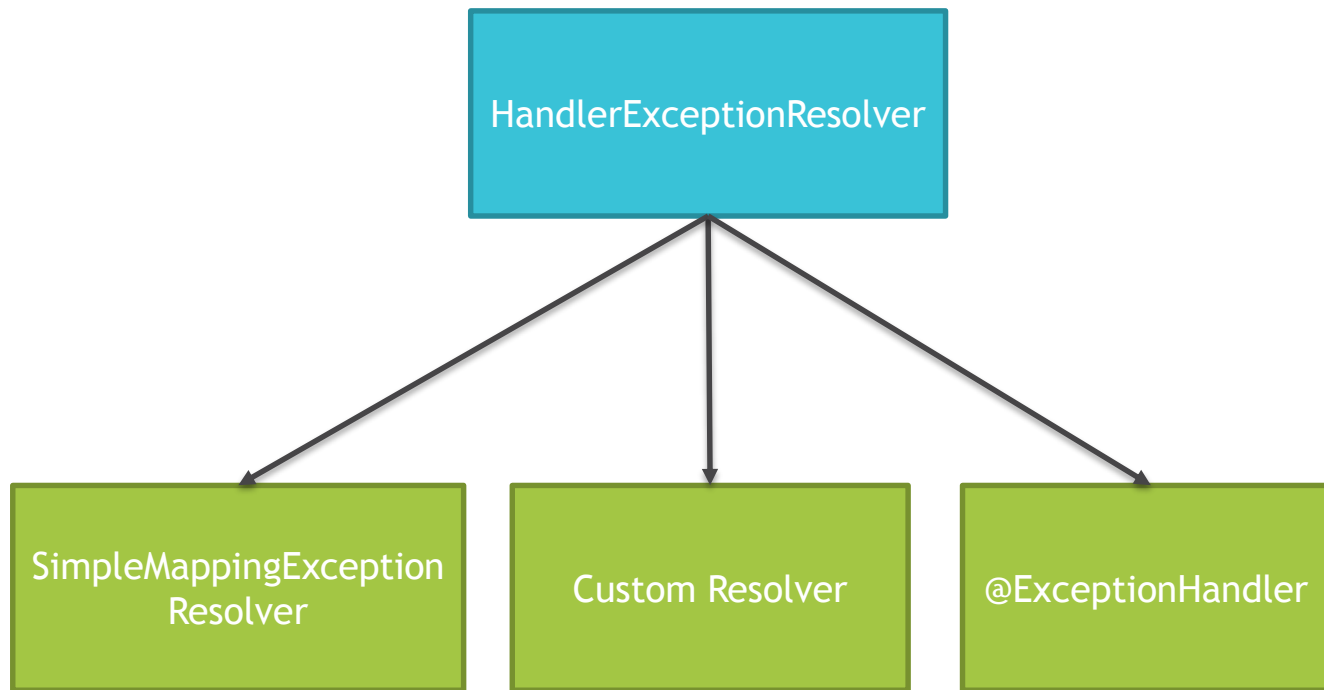 HandlerExceptionResolver
SimpleMappingException
Resolver
Custom Resolver
@ExceptionHandler